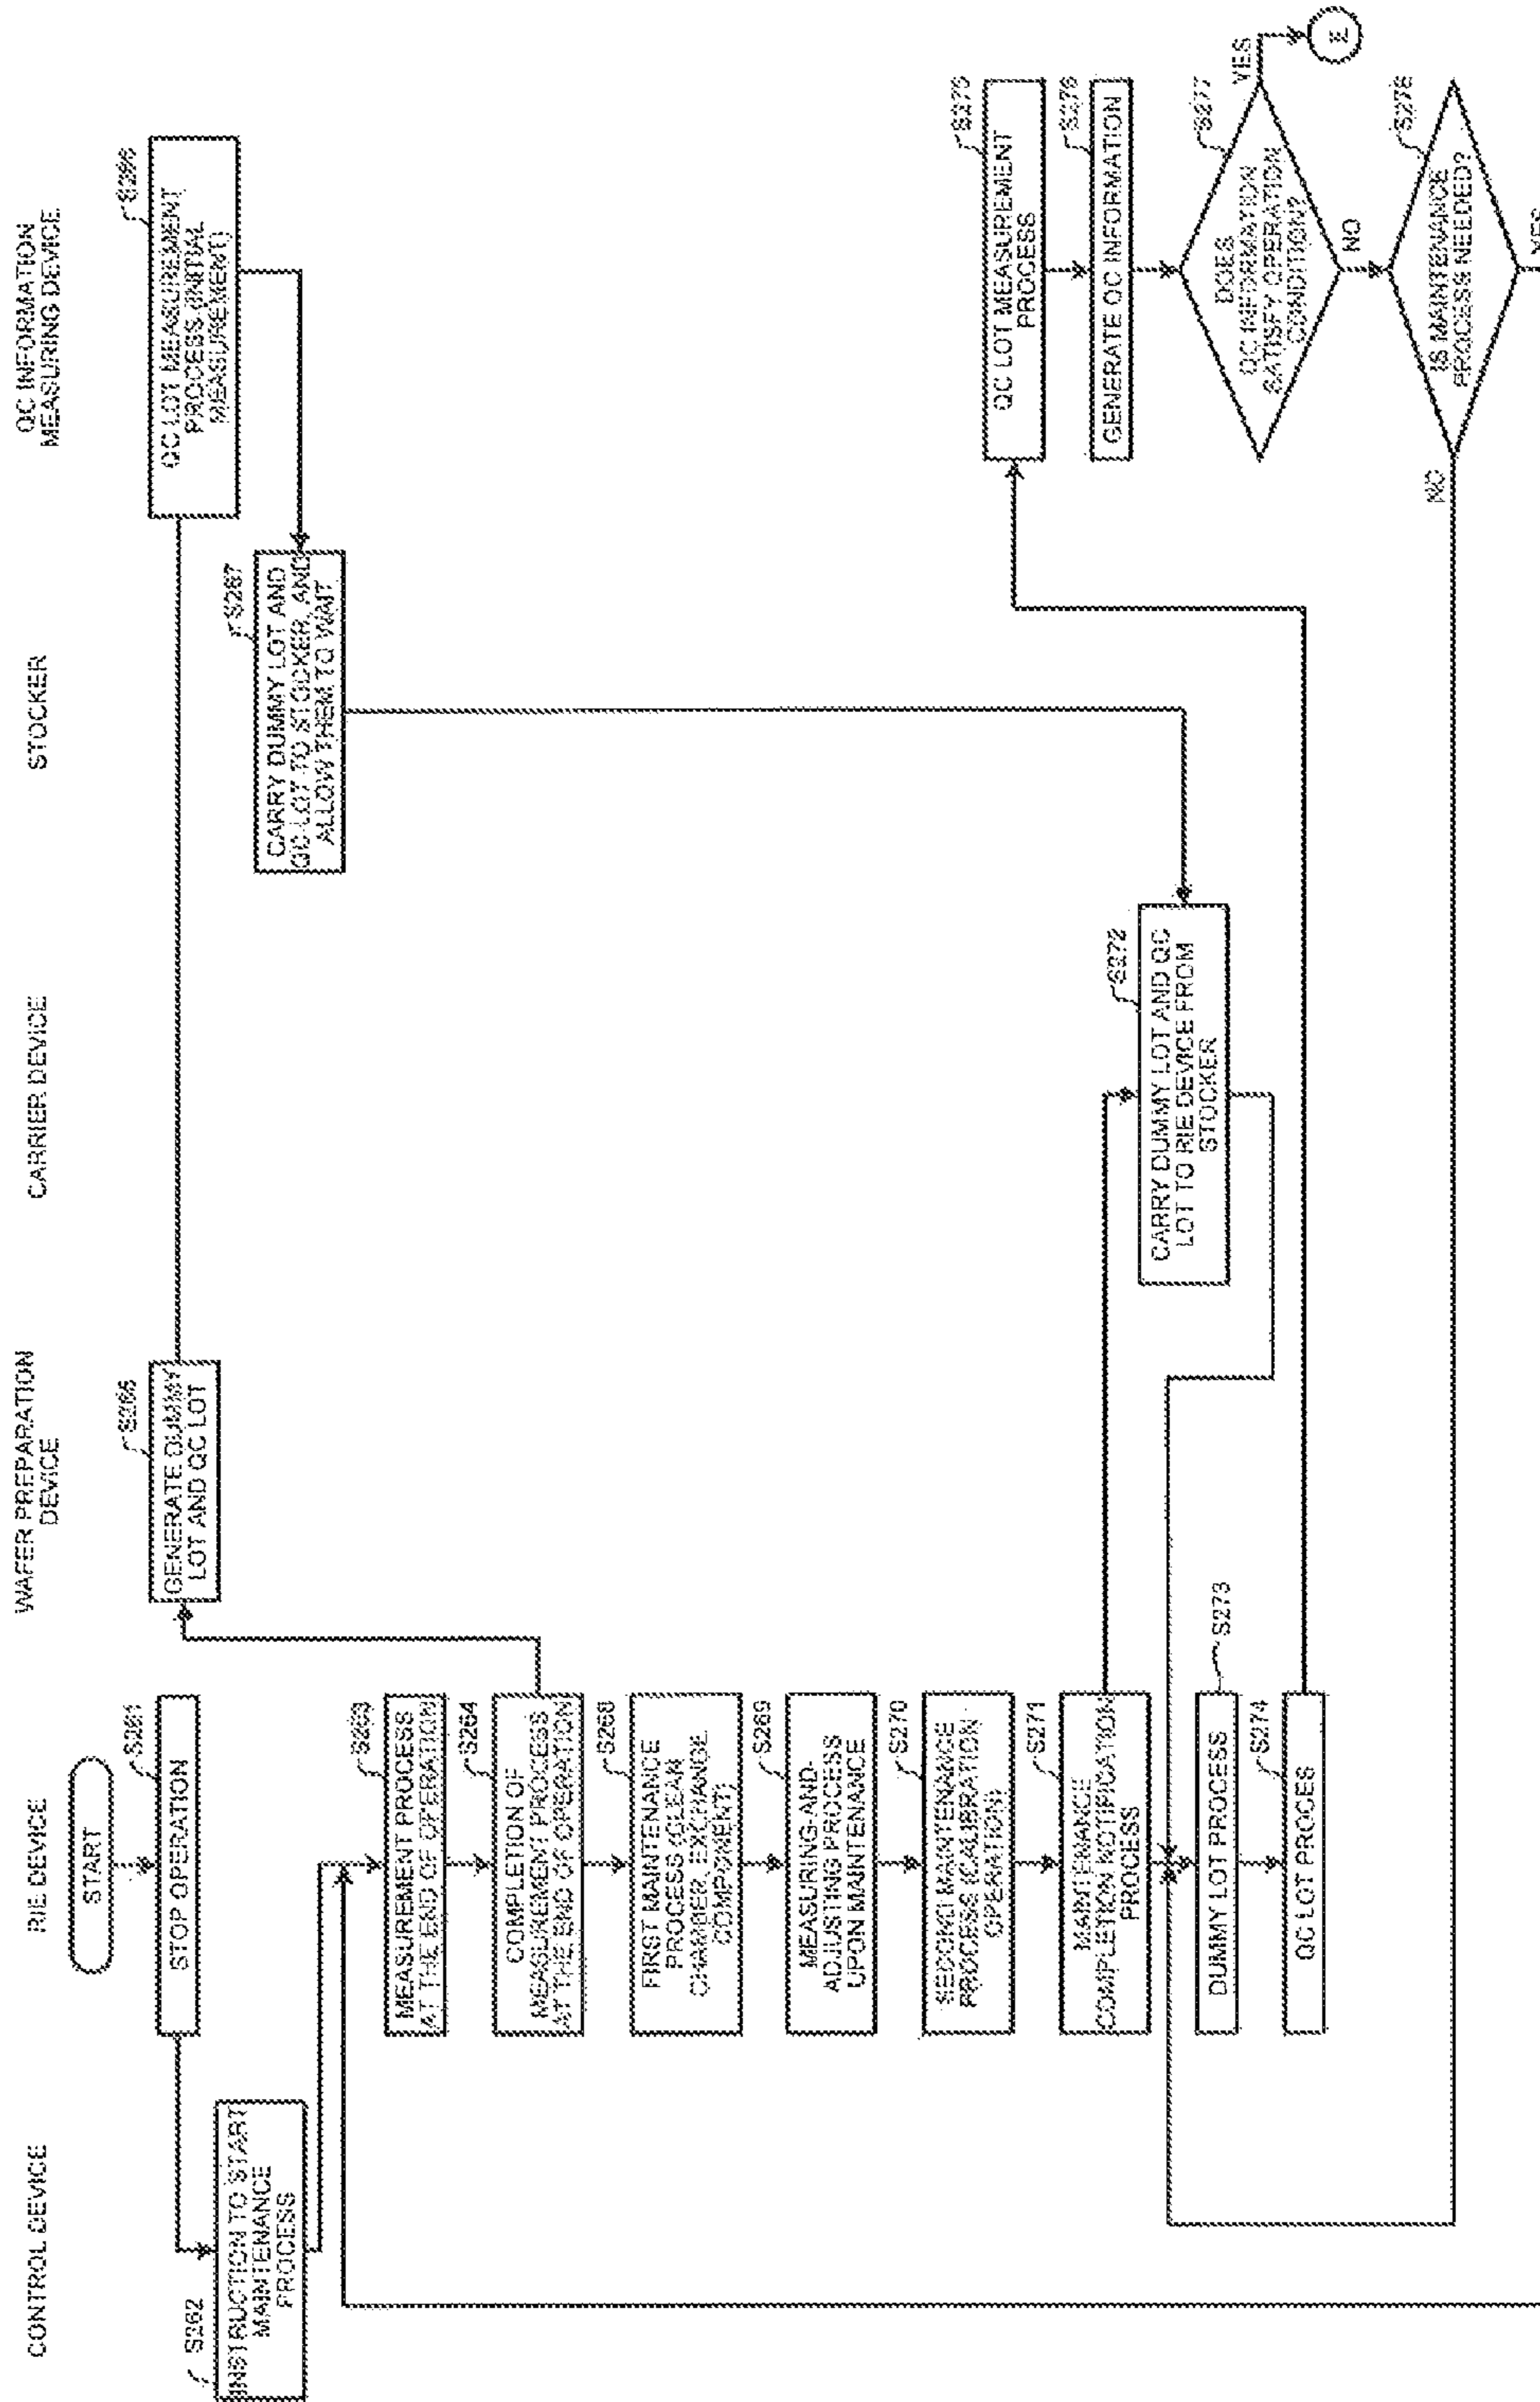 CONTROL DEVICE
RIE DEVICE
WAFER PREPARATION
DEVICE
CARRIER DEVICE
STOCKER
QC INFORMATION
MEASURING DEVICE
START
S261
STOP OPERATION
S262
INSTRUCTION TO START
MAINTENANCE
PROCESS
S263
MEASUREMENT PROCESS
AT THE END OF OPERATION
S264
COMPLETION OF
MEASUREMENT PROCESS
AT THE END OF OPERATION
S265
GENERATE DUMMY
LOT AND QC LOT
S266
QC LOT MEASUREMENT
PROCESS (INITIAL
MEASUREMENT)
S267
CARRY DUMMY LOT AND
QC LOT TO STOCKER, AND
ALLOW THEM TO WAIT
S268
FIRST MAINTENANCE
PROCESS (CLEAN
CHAMBER, EXCHANGE
COMPONENT)
S269
MEASURING-AND-
ADJUSTING PROCESS
UPON MAINTENANCE
S270
SECOND MAINTENANCE
PROCESS (CALIBRATION
OPERATION)
S271
MAINTENANCE
COMPLETION NOTIFICATION
PROCESS
S272
CARRY DUMMY LOT AND QC
LOT TO RIE DEVICE FROM
STOCKER
S273
DUMMY LOT PROCESS
S274
QC LOT PROCES
S275
QC LOT MEASUREMENT
PROCESS
S276
GENERATE QC INFORMATION
S277
DOES
QC INFORMATION
SATISFY OPERATION
CONDITION?
YES
E
NO
S278
IS MAINTENANCE
PROCESS NEEDED?
NO
YES